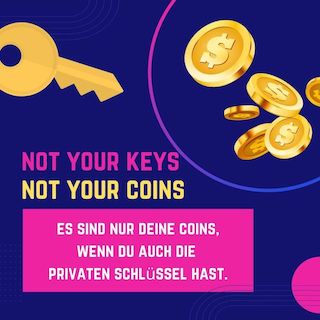 NOT YOUR KEYS
NOT YOUR COINS
ES SIND NUR DEINE COINS,
WENN DU AUCH DIE
PRIVATEN SCHLÜSSEL HAST.